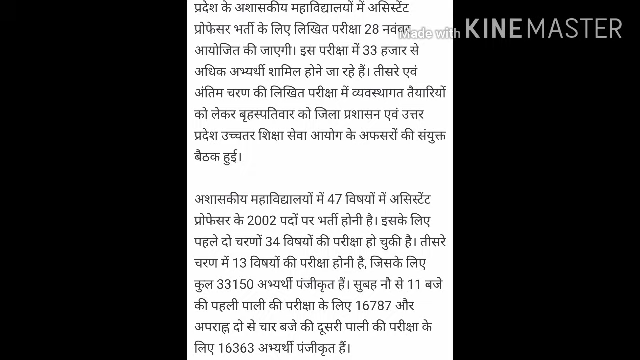 प्रदेश के अशासकीय महाविद्यालयों में असिस्टेंट
प्रोफेसर भर्ती के लिए लिखित परीक्षा 28 नवंबर
Made with KINEMASTER
आयोजित की जाएगी। इस परीक्षा में 33 हजार से
अधिक अभ्यर्थी शामिल होने जा रहे हैं। तीसरे एवं
अंतिम चरण की लिखित परीक्षा में व्यवस्थागत तैयारियों
को लेकर बृहस्पतिवार को जिला प्रशासन एवं उत्तर
प्रदेश उच्चतर शिक्षा सेवा आयोग के अफसरों की संयुक्त
बैठक हुई।
अशासकीय महाविद्यालयों में 47 विषयों में असिस्टेंट
प्रोफेसर के 2002 पदों पर भर्ती होनी है। इसके लिए
पहले दो चरणों 34 विषयों की परीक्षा हो चुकी है। तीसरे
चरण में 13 विषयों की परीक्षा होनी है, जिसके लिए
कुल 33150 अभ्यर्थी पंजीकृत हैं। सुबह नौ से 11 बजे
की पहली पाली की परीक्षा के लिए 16787 और
अपराह्न दो से चार बजे की दूसरी पाली की परीक्षा के
लिए 16363 अभ्यर्थी पंजीकृत हैं।